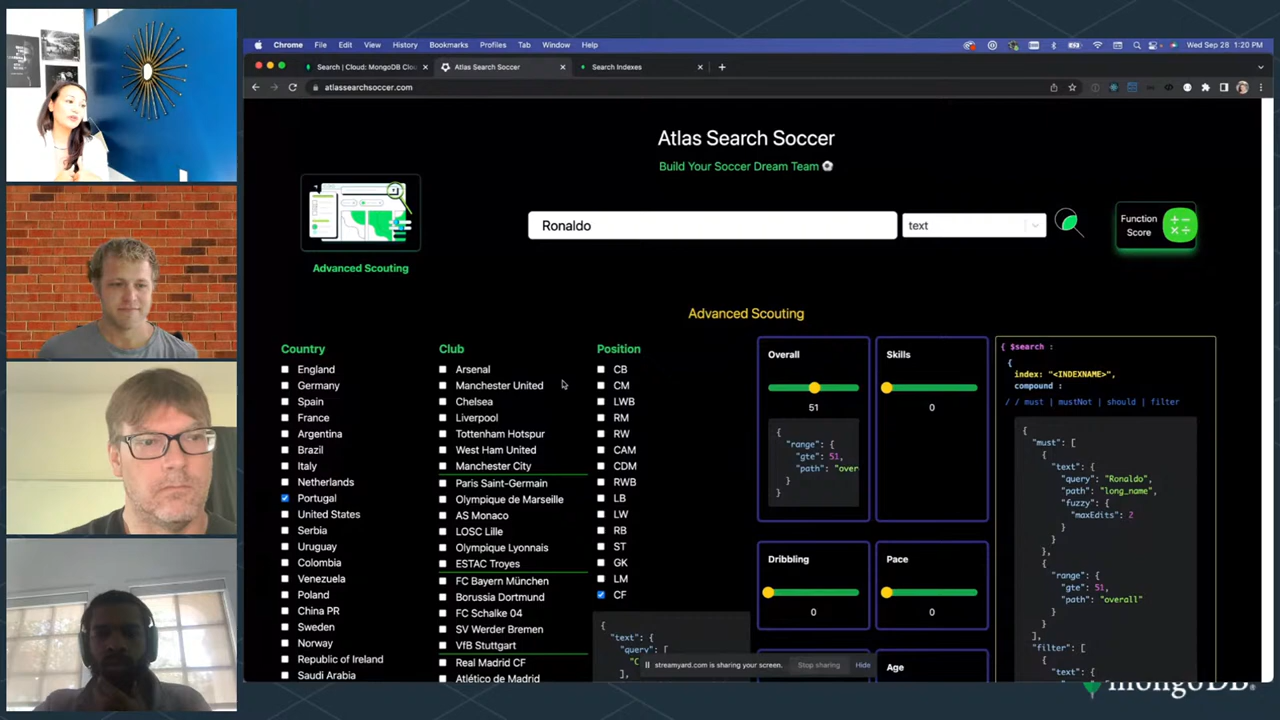 Chrome File Edit View History Bookmarks Profiles Tab Window Help Wed Sep 28 1:20 PM
Search | Cloud: MongoDB Clou Atlas Search Soccer Search Indexes
atlassearchsoccer.com
Atlas Search Soccer
Build Your Soccer Dream Team
Ronaldo
text
Function
Score
Advanced Scouting
Advanced Scouting
Country
England
Germany
Spain
France
Argentina
Brazil
Italy
Netherlands
Portugal
United States
Serbia
Uruguay
Colombia
Venezuela
Poland
China PR
Sweden
Norway
Republic of Ireland
Saudi Arabia
Club
Arsenal
Manchester United
Chelsea
Liverpool
Tottenham Hotspur
West Ham United
Manchester City
Paris Saint-Germain
Olympique de Marseille
AS Monaco
LOSC Lille
Olympique Lyonnais
ESTAC Troyes
FC Bayern München
Borussia Dortmund
FC Schalke 04
SV Werder Bremen
VfB Stuttgart
Real Madrid CF
Atlético de Madrid
Position
CB
CM
LWB
RM
RW
CAM
CDM
RWB
LB
LW
RB
ST
GK
LM
CF
{
"text": {
"query": [
"C
],
Overall
51
{
"range": {
"gte": 51,
"path": "over
}
}
Skills
0
Dribbling
0
Pace
0
Age
{ $search :
{
index: "<INDEXNAME>",
compound :
// must | mustNot | should | filter
{
"must": [
{
"text": {
"query": "Ronaldo",
"path": "long_name",
"fuzzy": {
"maxEdits": 2
}
}
},
{
"range": {
"gte": 51,
"path": "overall"
}
}
],
"filter": [
{
"text": {
streamyard.com is sharing your screen. Stop sharing Hide
mongoDB